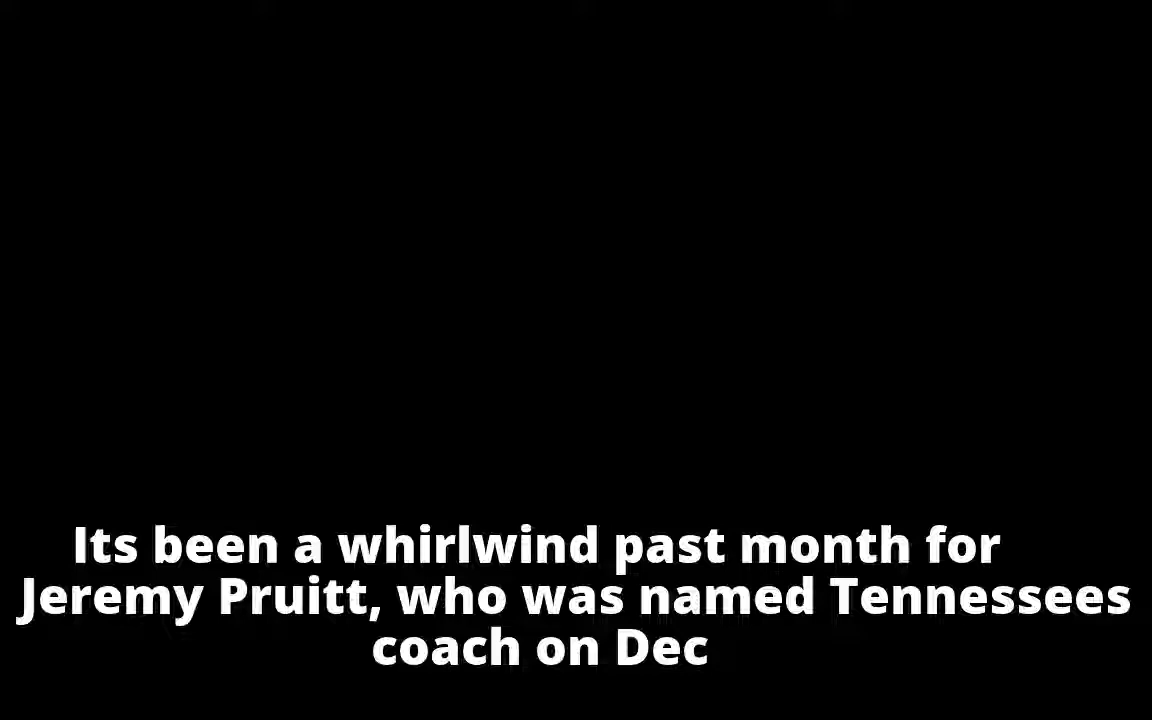 Its been a whirlwind past month for
Jeremy Pruitt, who was named Tennessees
coach on Dec